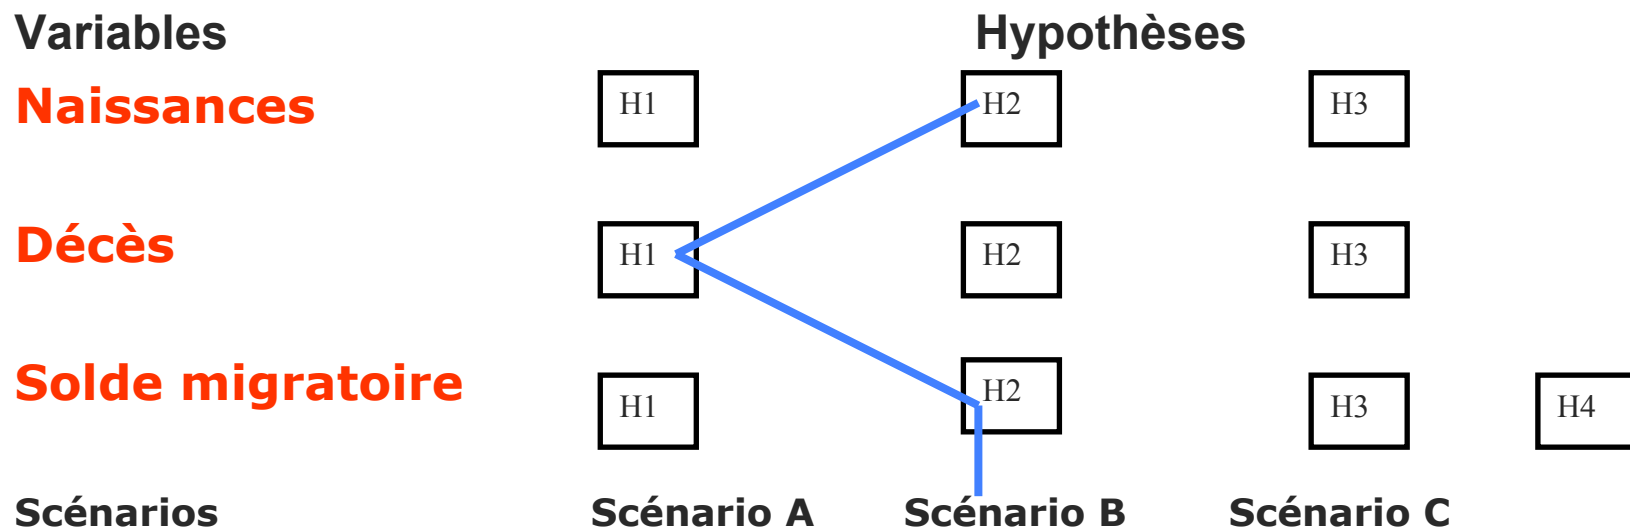 Variables Hypothèses
Naissances H1 H2 H3
Décès H1 H2 H3
Solde migratoire H1 H2 H3 H4
Scénarios Scénario A Scénario B Scénario C